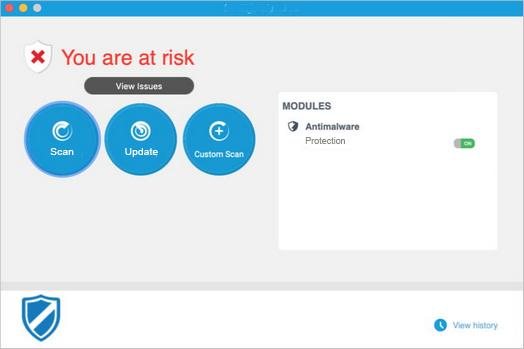 You are at risk
View Issues
Scan
Update
Custom Scan
MODULES
Antimalware
Protection
ON
View history